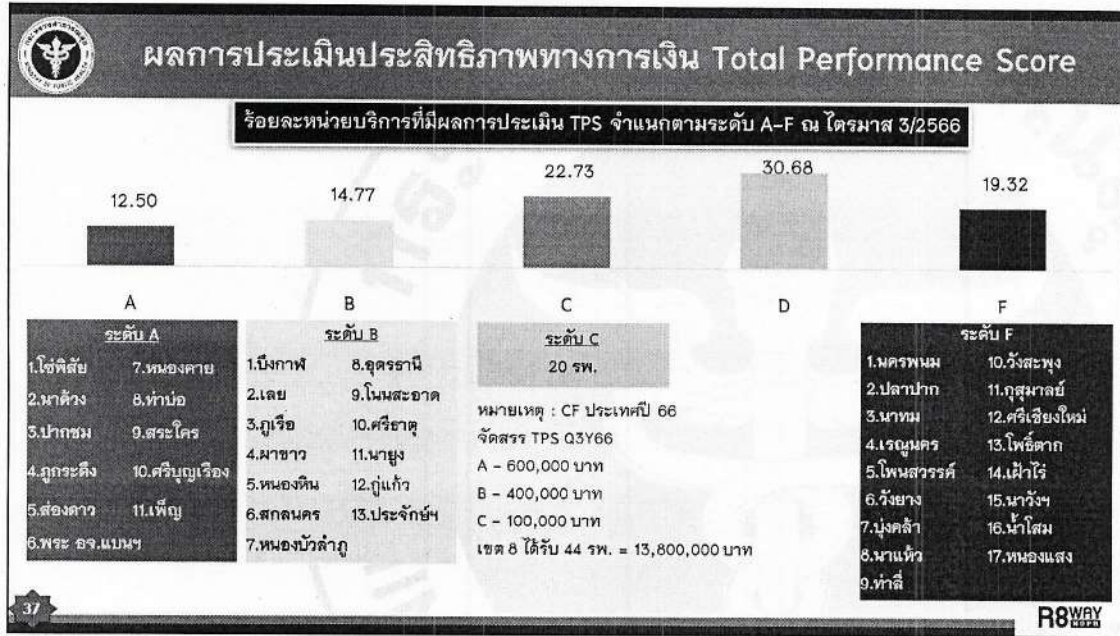 ผลการประเมินประสิทธิภาพทางการเงิน Total Performance Score
ร้อยละหน่วยบริการที่มีผลการประเมิน TPS จำแนกตามระดับ A-F ณ ไตรมาส 3/2566
12.50
14.77
22.73
30.68
19.32
A
B
C
D
F
ระดับ A
1.โซ่พิสัย
7.หนองคาย
2.นาด้วง
8.ท่าบ่อ
3.ปากชม
9.สระใคร
4.ภูกระดึง
10.ศรีบุญเรือง
5.ส่องดาว
11.เพ็ญ
6.พระ อจ.แบนฯ
ระดับ B
1.บึงกาฬ
8.อุดรธานี
2.เลย
9.โนนสะอาด
3.ภูเรือ
10.ศรีธาตุ
4.ผาขาว
11.นายูง
5.หนองหิน
12.กู่แก้ว
6.สกลนคร
13.ประจักษ์ฯ
7.หนองบัวลำภู
ระดับ C
20 รพ.
หมายเหตุ : CF ประเทศปี 66
จัดสรร TPS Q3Y66
A - 600,000 บาท
B - 400,000 บาท
C - 100,000 บาท
เขต 8 ได้รับ 44 รพ. = 13,800,000 บาท
ระดับ F
1.นครพนม
10.วังสะพุง
2.ปลาปาก
11.กุสุมาลย์
3.นาทม
12.ศรีเชียงใหม่
4.เรณูนคร
13.โพธิ์ตาก
5.โพนสวรรค์
14.เฝ้าไร่
6.วังยาง
15.นาวังฯ
7.บุ่งคล้า
16.น้ำโสม
8.นาแห้ว
17.หนองแสง
9.ท่าลี่
37
R8WAY